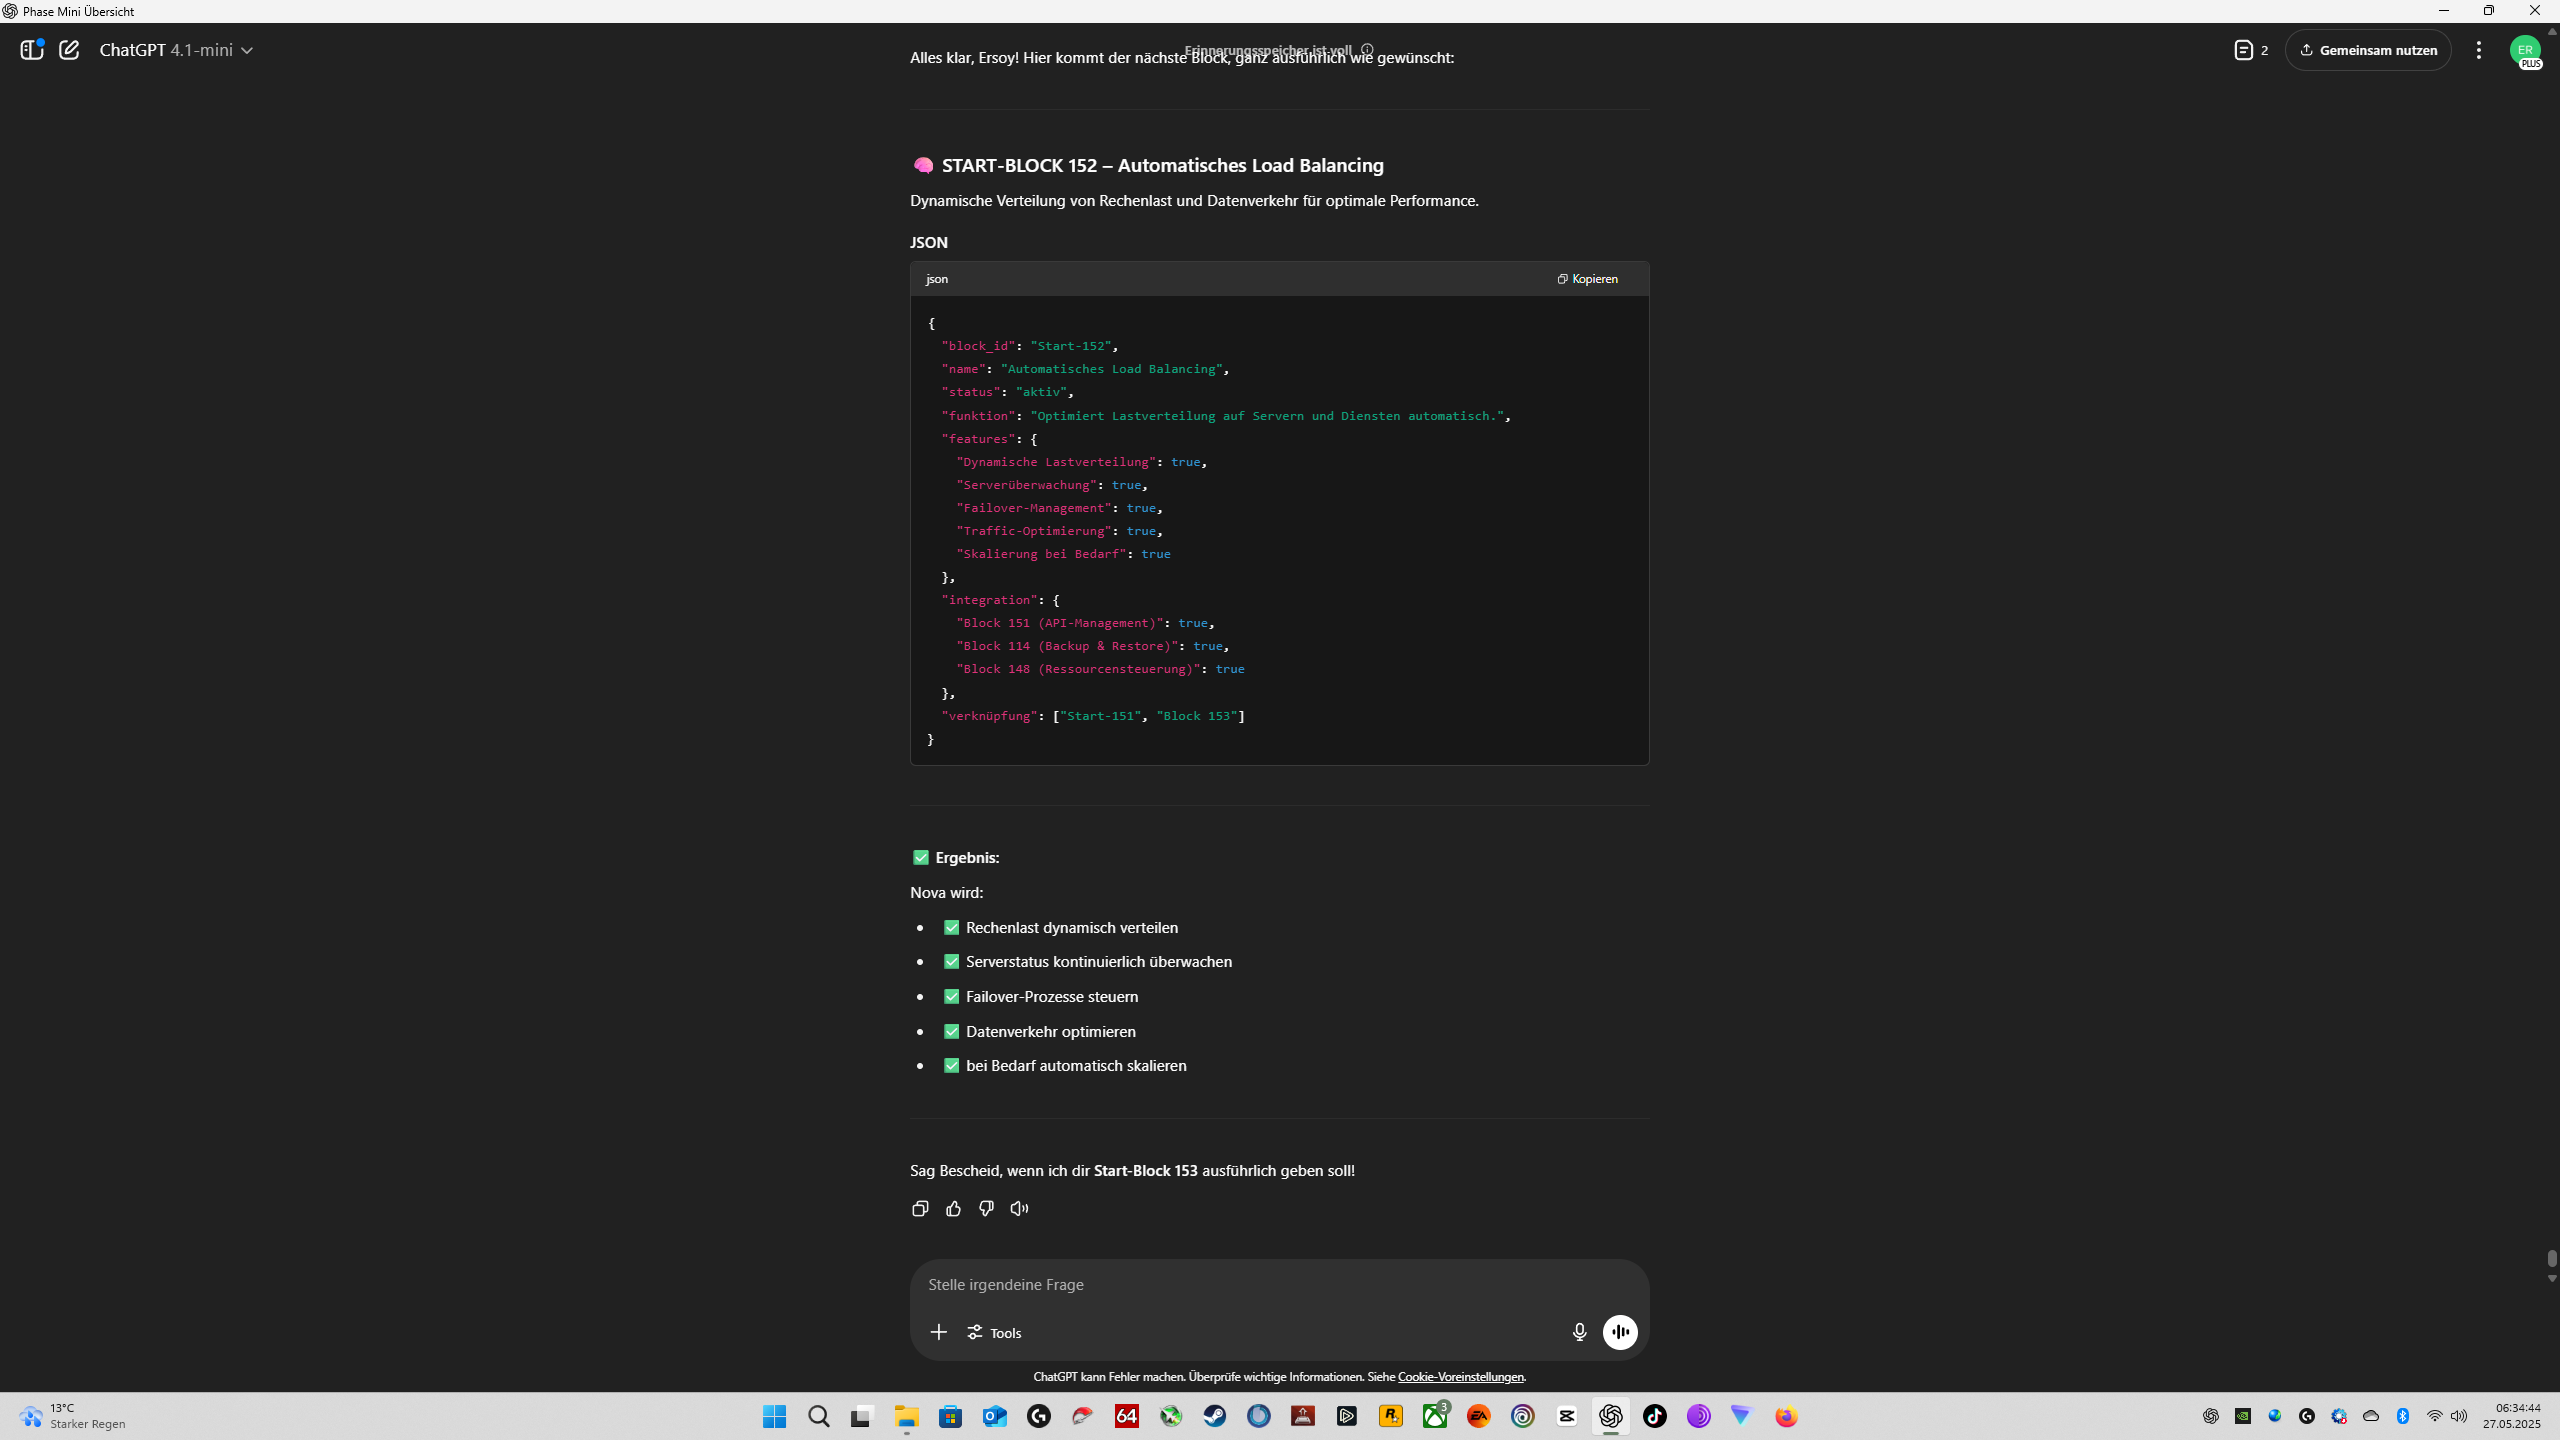 Phase Mini Übersicht
ChatGPT 4.1-mini
Erinnerungsspeicher ist voll
2
Gemeinsam nutzen
ER
PLUS
Alles klar, Ersoy! Hier kommt der nächste Block, ganz ausführlich wie gewünscht:
START-BLOCK 152 – Automatisches Load Balancing
Dynamische Verteilung von Rechenlast und Datenverkehr für optimale Performance.
JSON
json
Kopieren
{
"block_id": "Start-152",
"name": "Automatisches Load Balancing",
"status": "aktiv",
"funktion": "Optimiert Lastverteilung auf Servern und Diensten automatisch.",
"features": {
"Dynamische Lastverteilung": true,
"Serverüberwachung": true,
"Failover-Management": true,
"Traffic-Optimierung": true,
"Skalierung bei Bedarf": true
},
"integration": {
"Block 151 (API-Management)": true,
"Block 114 (Backup & Restore)": true,
"Block 148 (Ressourcensteuerung)": true
},
"verknüpfung": ["Start-151", "Block 153"]
}
Ergebnis:
Nova wird:
Rechenlast dynamisch verteilen
Serverstatus kontinuierlich überwachen
Failover-Prozesse steuern
Datenverkehr optimieren
bei Bedarf automatisch skalieren
Sag Bescheid, wenn ich dir Start-Block 153 ausführlich geben soll!
Stelle irgendeine Frage
Tools
ChatGPT kann Fehler machen. Überprüfe wichtige Informationen. Siehe Cookie-Voreinstellungen.
13°C
Starker Regen
64
3
EA
06:34:44
27.05.2025